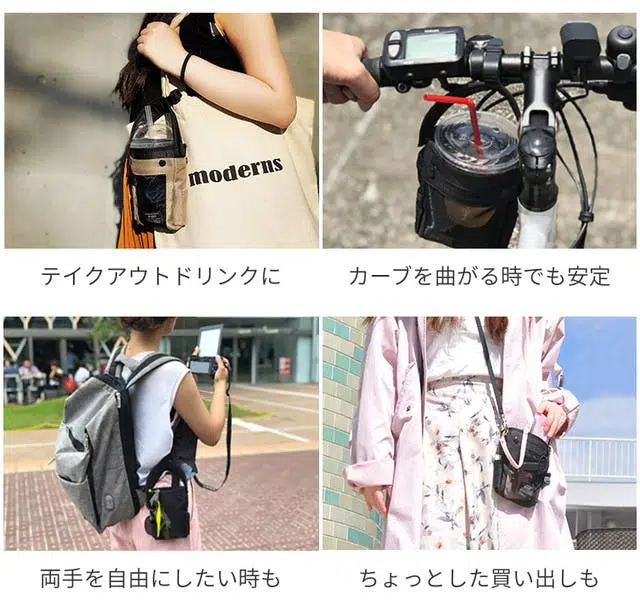 moderns
テイクアウトドリンクに
カーブを曲がる時でも安定
両手を自由にしたい時も
ちょっとした買い出しも